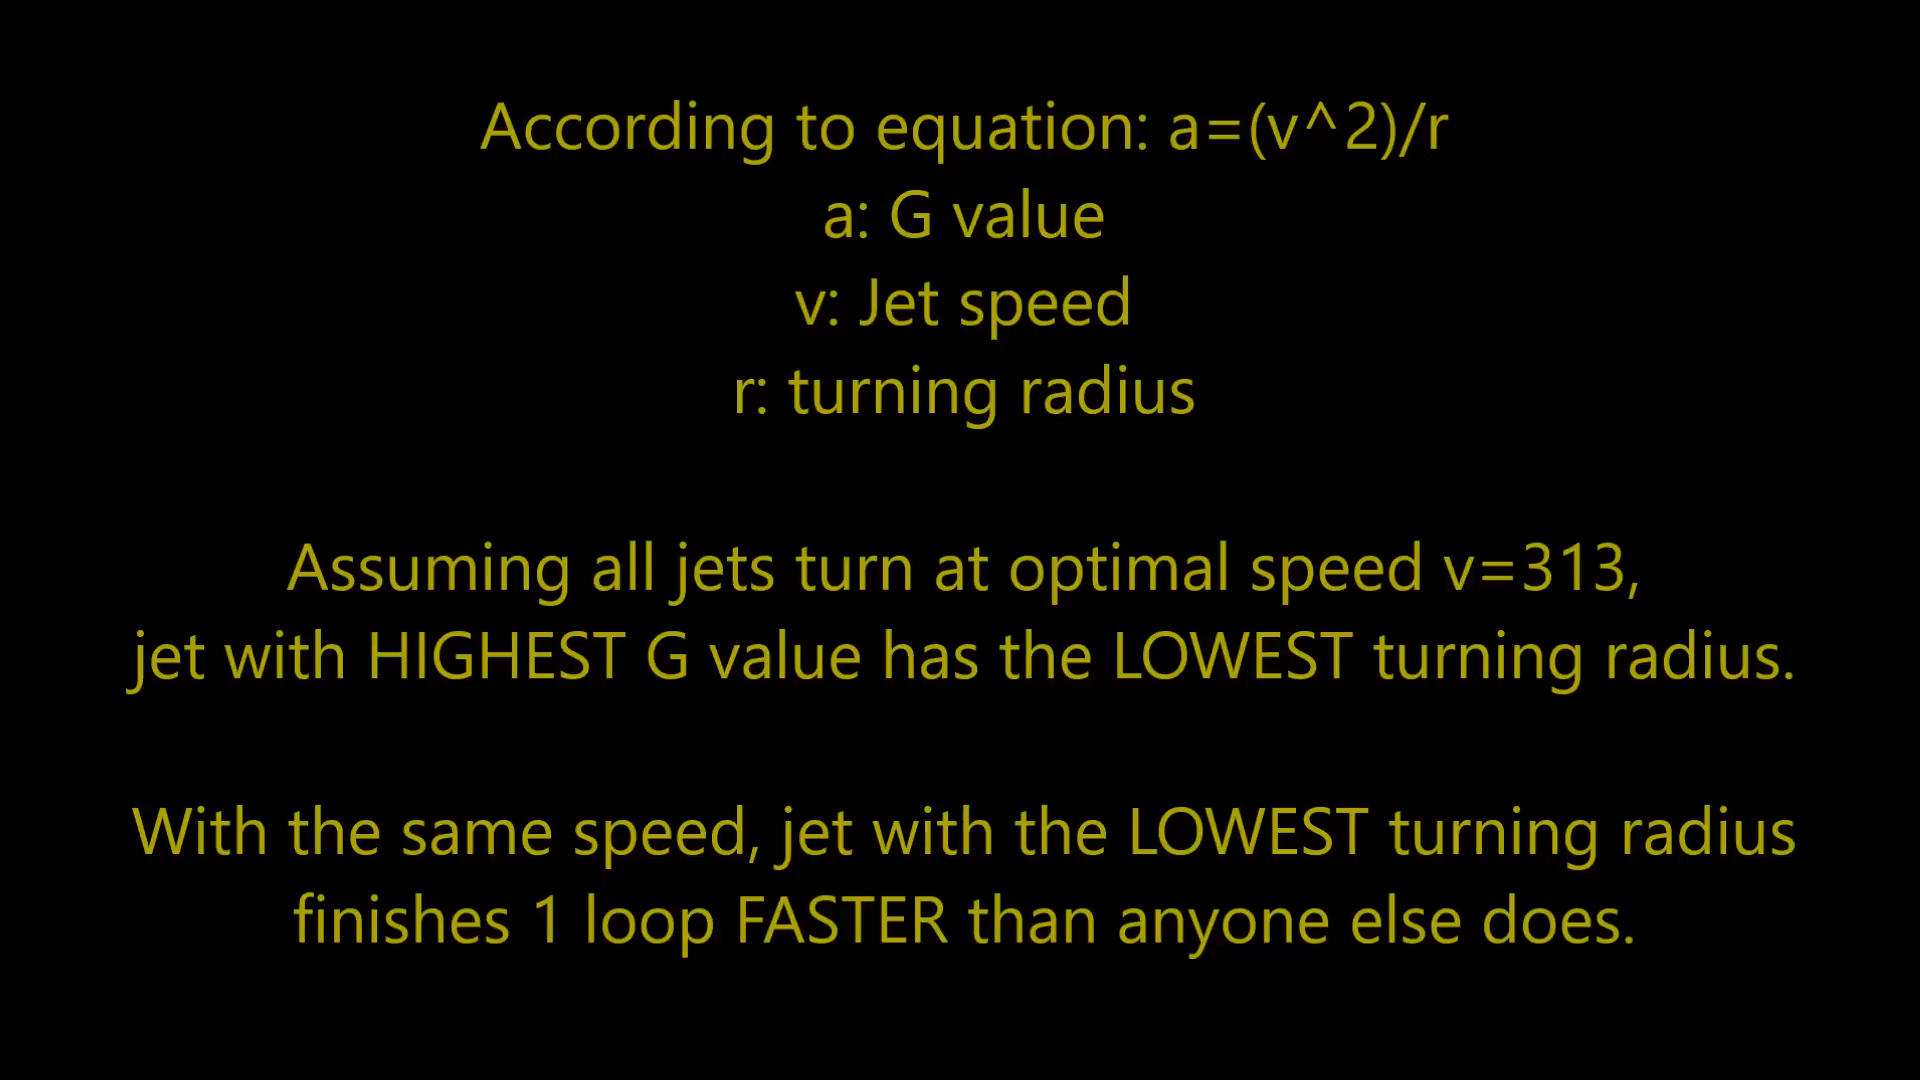 According to equation: a=(v^2)/r
a: G value
v: Jet speed
r: turning radius
Assuming all jets turn at optimal speed v=313,
jet with HIGHEST G value has the LOWEST turning radius.
With the same speed, jet with the LOWEST turning radius
finishes 1 loop FASTER than anyone else does.